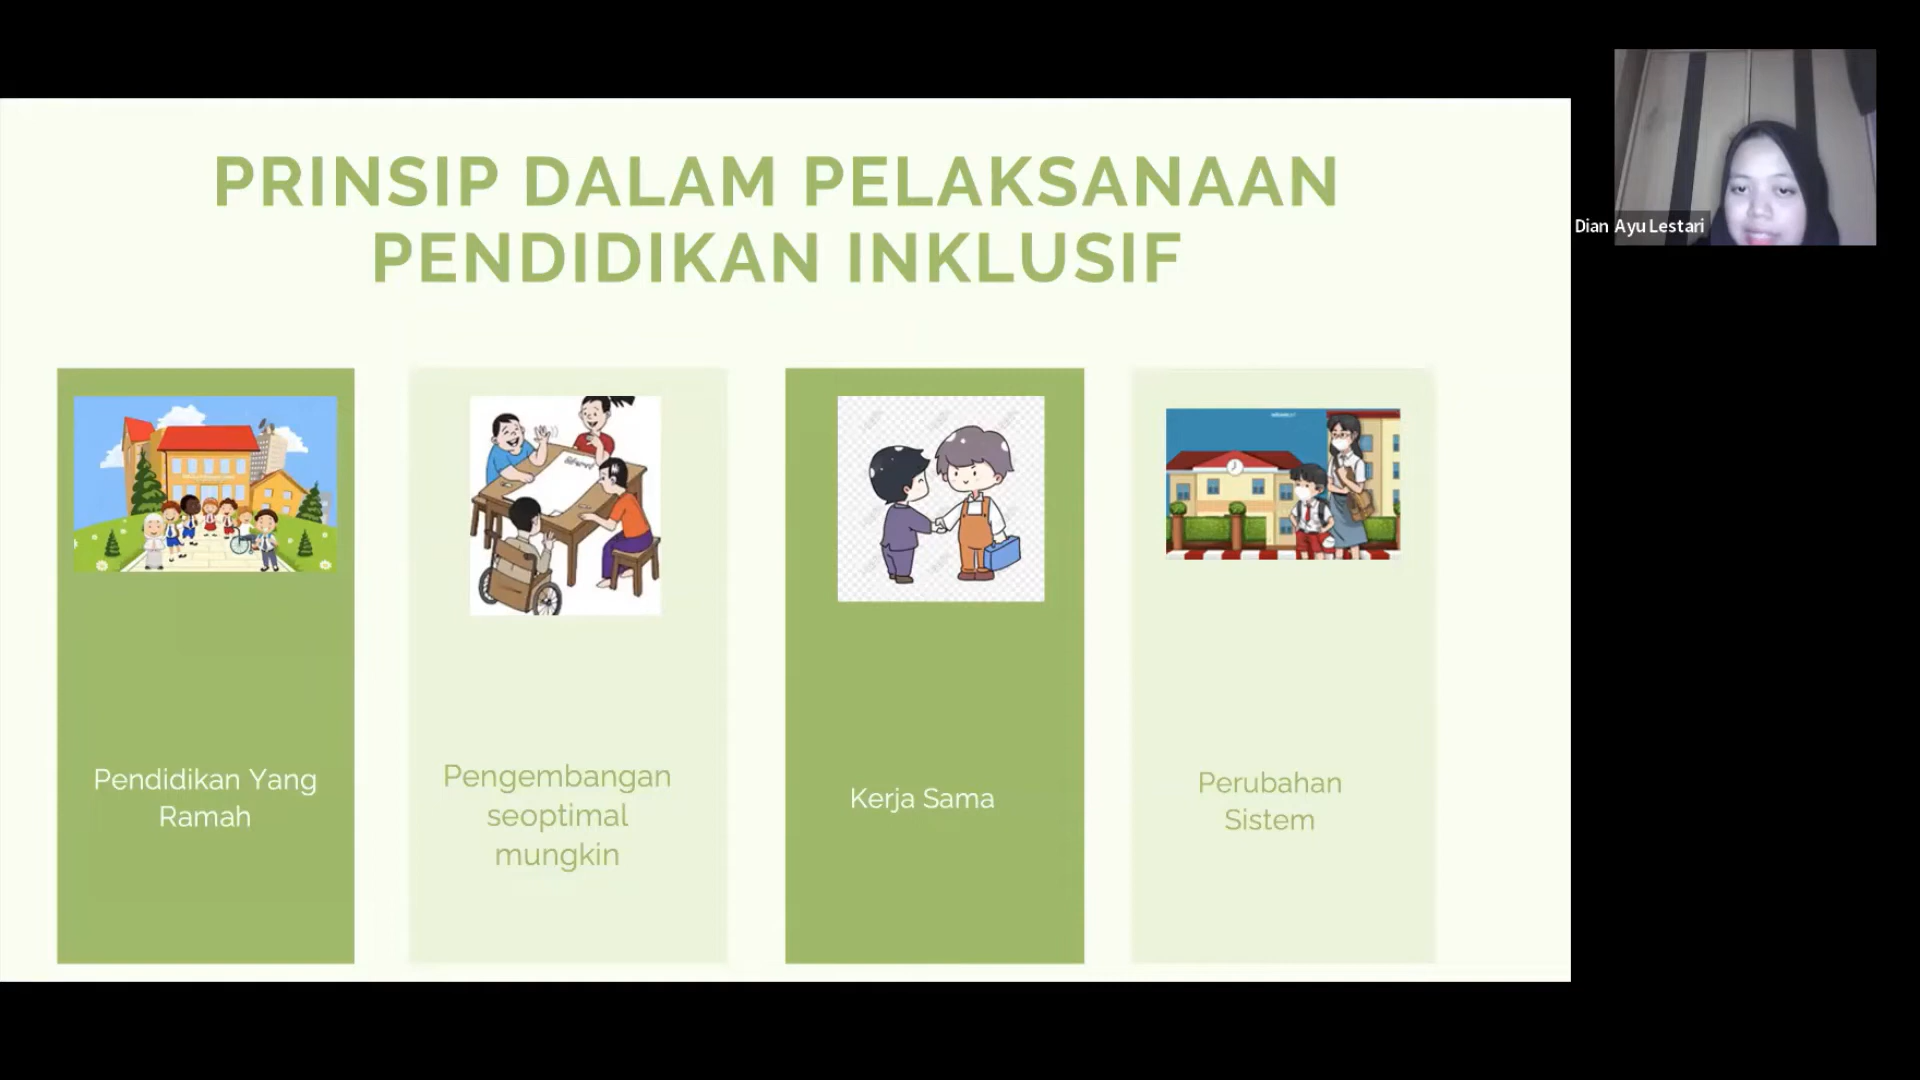 PRINSIP DALAM PELAKSANAAN
PENDIDIKAN INKLUSIF
Dian Ayu Lestari
Pendidikan Yang
Ramah
Pengembangan
seoptimal
mungkin
Kerja Sama
Perubahan
Sistem